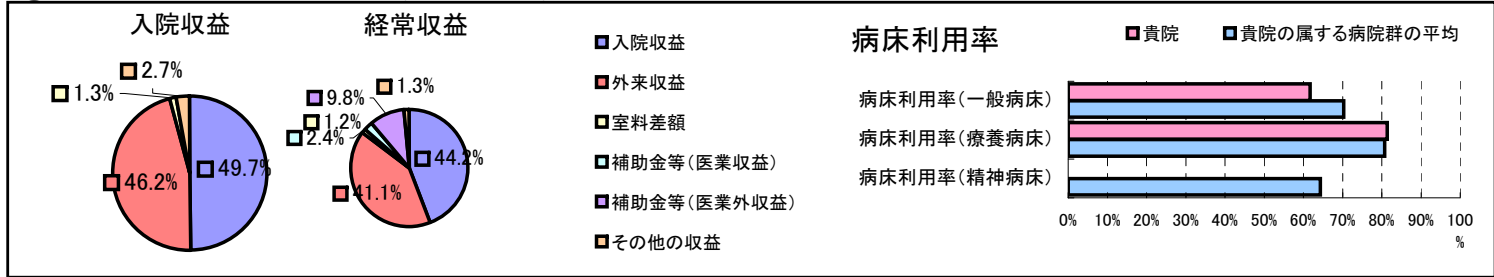 入院収益
2.7%
1.3%
46.2%
49.7%
経常収益
1.3%
9.8%
1.2%
2.4%
44.2%
41.1%
入院収益
外来収益
室料差額
補助金等(医業収益)
補助金等(医業外収益)
その他の収益
病床利用率
貴院 貴院の属する病院群の平均
病床利用率(一般病床)
病床利用率(療養病床)
病床利用率(精神病床)
0% 10% 20% 30% 40% 50% 60% 70% 80% 90% 100
%